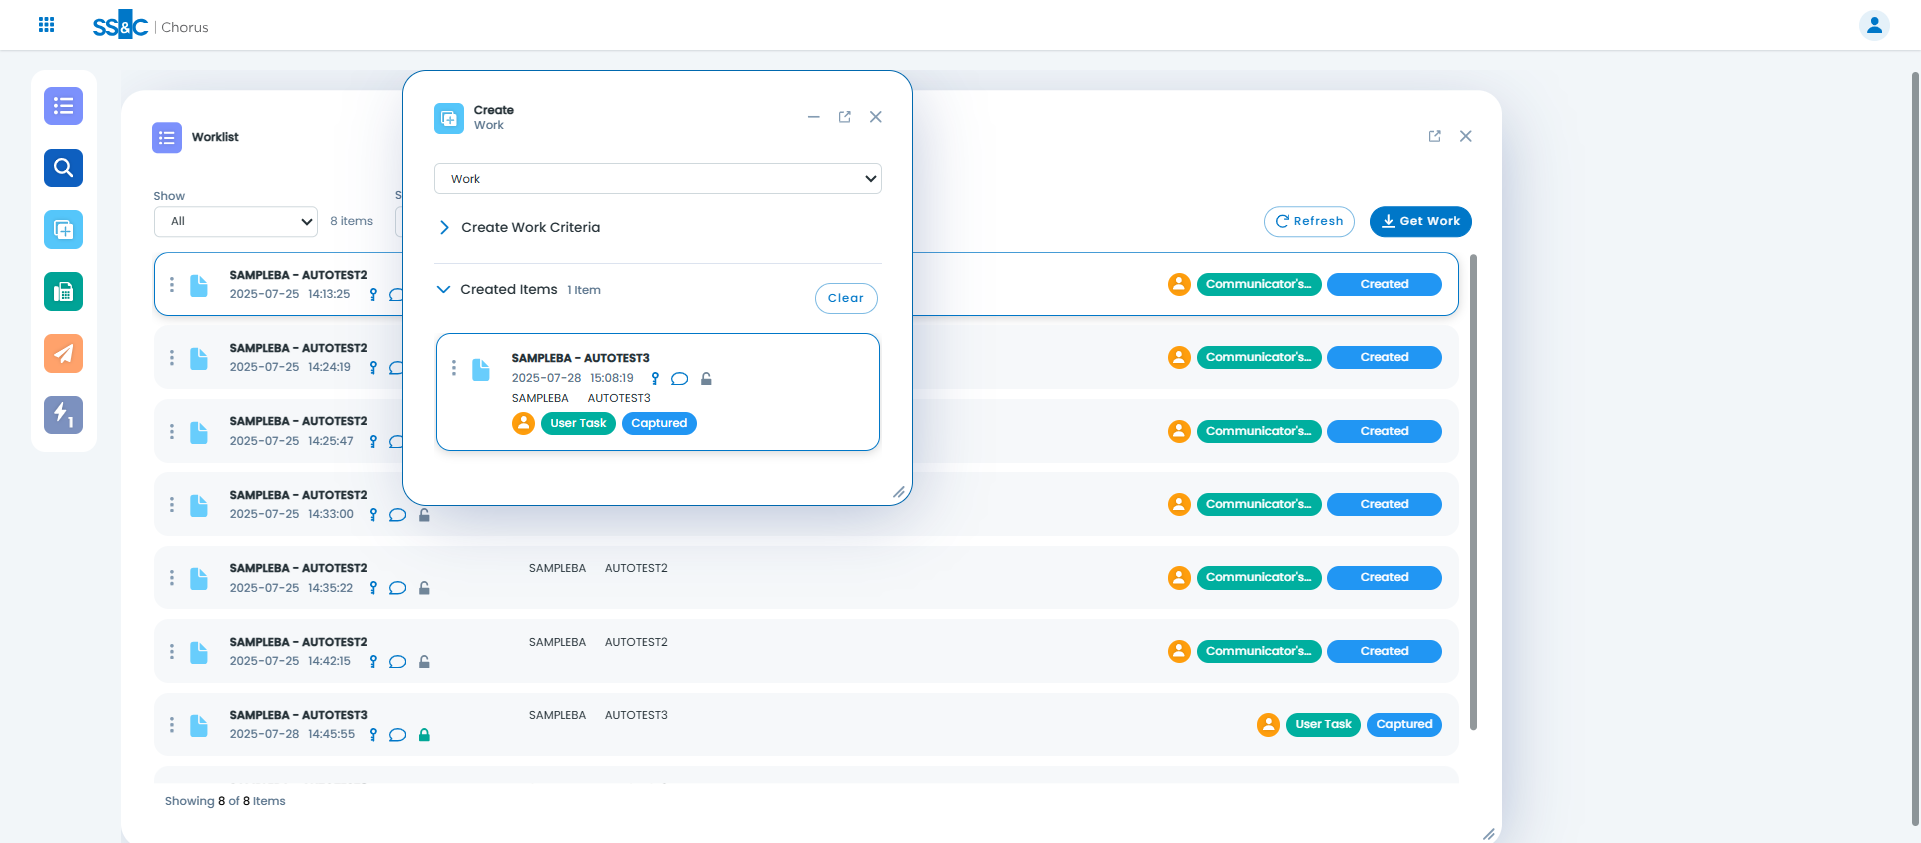 SS&C | Chorus
Worklist
Show
S
All
8 items
Refresh
Get Work
SAMPLEBA - AUTOTEST2
2025-07-25 14:13:25
Communicator's...
Created
SAMPLEBA - AUTOTEST2
2025-07-25 14:24:19
Communicator's...
Created
SAMPLEBA - AUTOTEST2
2025-07-25 14:25:47
Communicator's...
Created
SAMPLEBA - AUTOTEST2
2025-07-25 14:33:00
Communicator's...
Created
SAMPLEBA - AUTOTEST2
2025-07-25 14:35:22
SAMPLEBA AUTOTEST2
Communicator's...
Created
SAMPLEBA - AUTOTEST2
2025-07-25 14:42:15
SAMPLEBA AUTOTEST2
Communicator's...
Created
SAMPLEBA - AUTOTEST3
2025-07-28 14:45:55
SAMPLEBA AUTOTEST3
User Task
Captured
Showing 8 of 8 Items
Create
Work
Work
Create Work Criteria
Created Items 1 Item
Clear
SAMPLEBA - AUTOTEST3
2025-07-28 15:08:19
SAMPLEBA AUTOTEST3
User Task
Captured
1